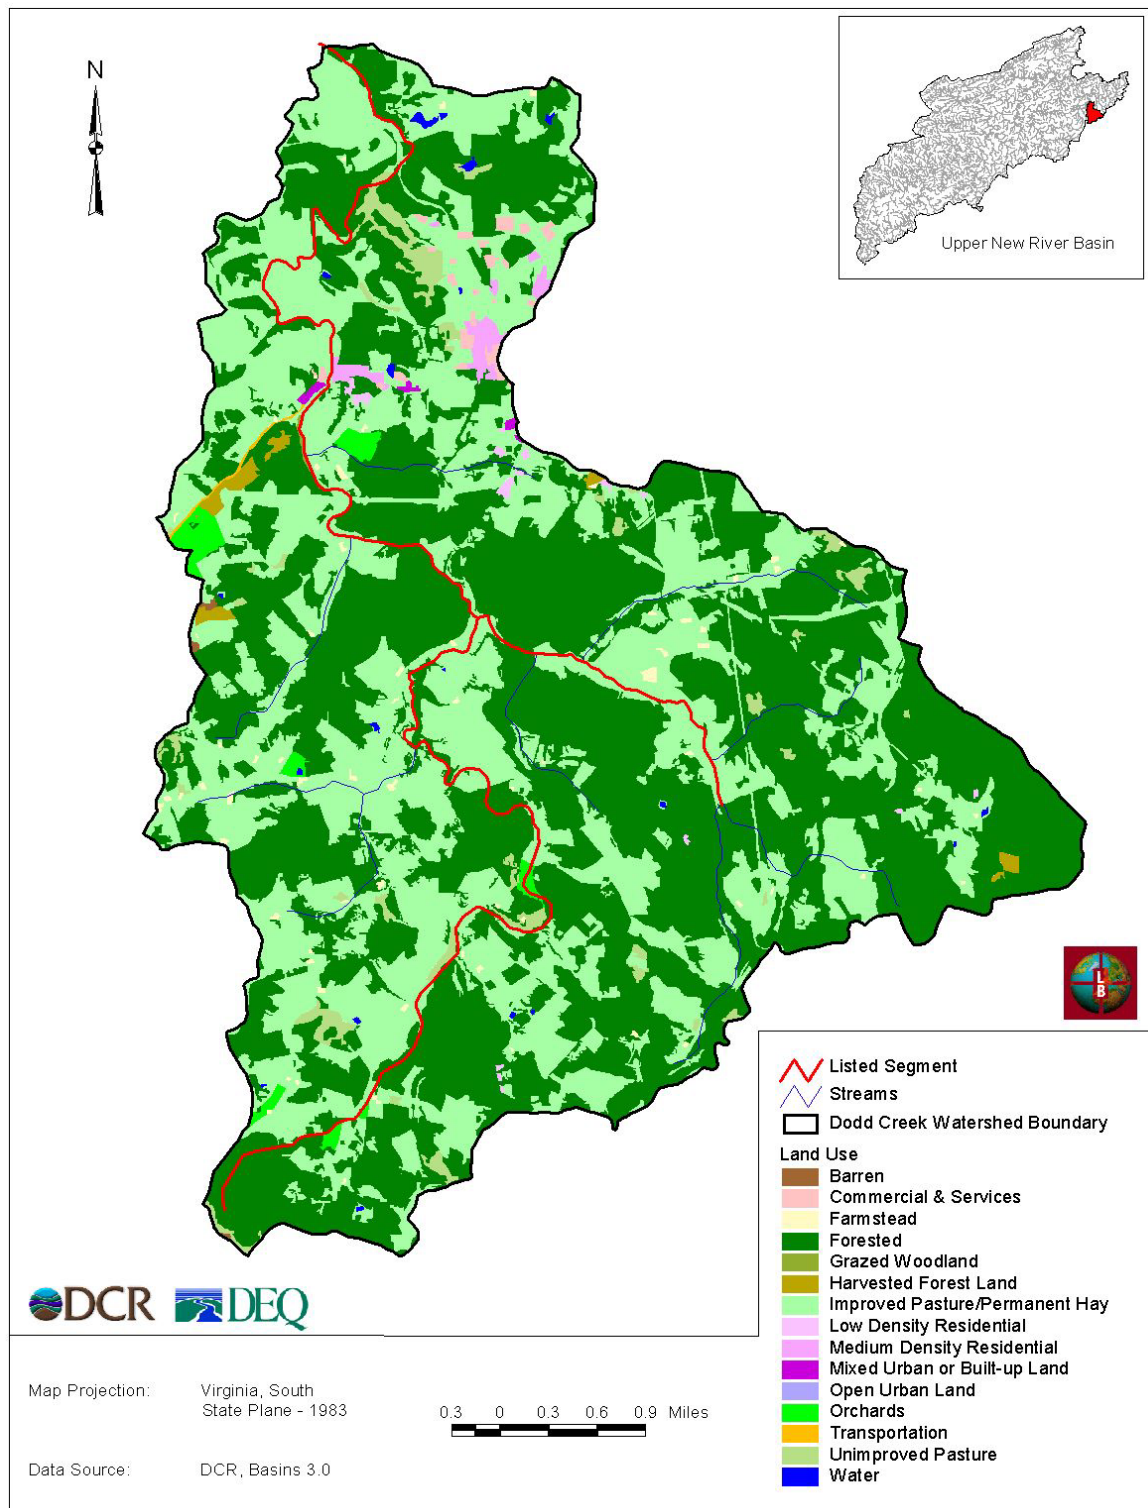 N
Upper New River Basin
L
B
Listed Segment
Streams
Dodd Creek Watershed Boundary
Land Use
Barren
Commercial & Services
Farmstead
Forested
Grazed Woodland
Harvested Forest Land
Improved Pasture/Permanent Hay
Low Density Residential
Medium Density Residential
Mixed Urban or Built-up Land
Open Urban Land
Orchards
Transportation
Unimproved Pasture
Water
DCR DEQ
Map Projection: Virginia, South
State Plane - 1983
0.3 0 0.3 0.6 0.9 Miles
Data Source: DCR, Basins 3.0